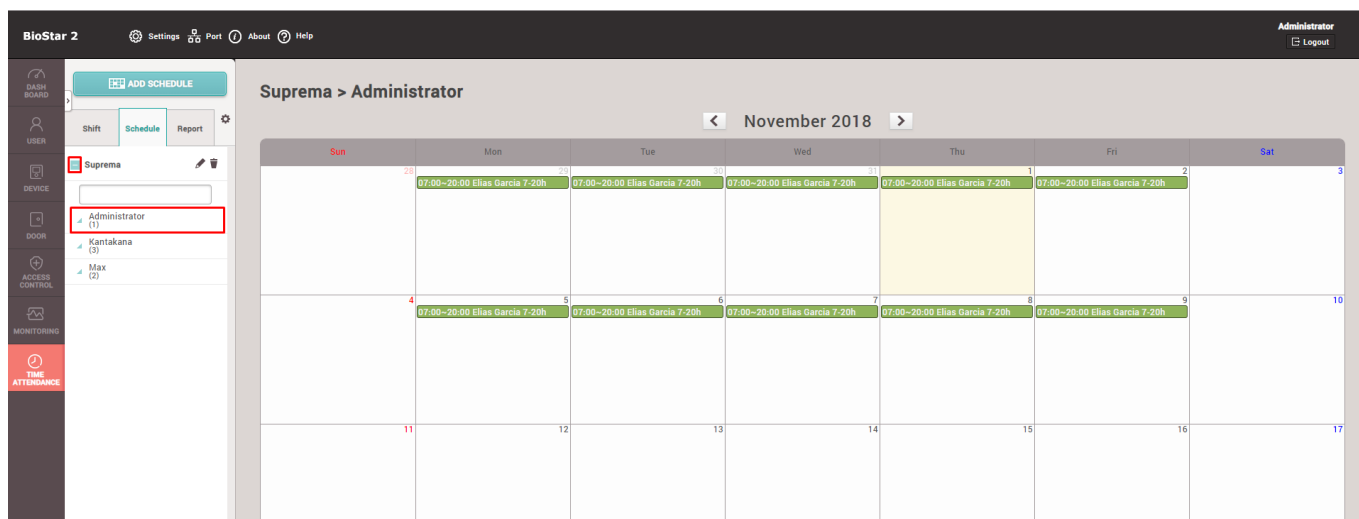 BioStar 2 Settings Port About Help
Administrator
Logout
DASH
BOARD
USER
DEVICE
DOOR
ACCESS
CONTROL
MONITORING
TIME
ATTENDANCE
ADD SCHEDULE
Shift Schedule Report
Suprema
Administrator
(1)
Kantakana
(3)
Max
(2)
Suprema > Administrator
< November 2018 >
Sun Mon Tue Wed Thu Fri Sat
28 29 30 31 1 2 3
07:00~20:00 Elias Garcia 7-20h 07:00~20:00 Elias Garcia 7-20h 07:00~20:00 Elias Garcia 7-20h 07:00~20:00 Elias Garcia 7-20h 07:00~20:00 Elias Garcia 7-20h
4 5 6 7 8 9 10
07:00~20:00 Elias Garcia 7-20h 07:00~20:00 Elias Garcia 7-20h 07:00~20:00 Elias Garcia 7-20h 07:00~20:00 Elias Garcia 7-20h 07:00~20:00 Elias Garcia 7-20h
11 12 13 14 15 16 17